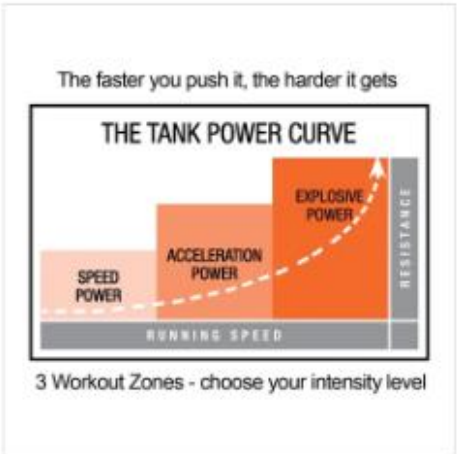 The faster you push it, the harder it gets
THE TANK POWER CURVE
EXPLOSIVE
POWER
ACCELERATION
POWER
SPEED
POWER
RESISTANCE
RUNNING SPEED
3 Workout Zones - choose your intensity level